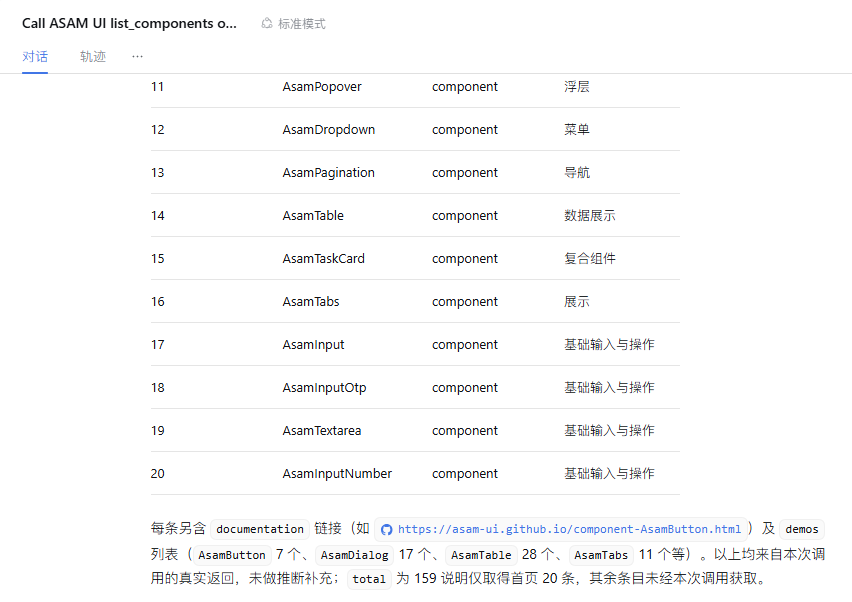 Call ASAM UI list_components o... 标准模式
对话 轨迹 ...
11 AsamPopover component 浮层
12 AsamDropdown component 菜单
13 AsamPagination component 导航
14 AsamTable component 数据展示
15 AsamTaskCard component 复合组件
16 AsamTabs component 展示
17 AsamInput component 基础输入与操作
18 AsamInputOtp component 基础输入与操作
19 AsamTextarea component 基础输入与操作
20 AsamInputNumber component 基础输入与操作
每条另含 documentation 链接（如 https://asam-ui.github.io/component-AsamButton.html ）及 demos
列表（ AsamButton 7 个、 AsamDialog 17 个、 AsamTable 28 个、 AsamTabs 11 个等）。以上均来自本次调
用的真实返回，未做推断补充； total 为 159 说明仅取得首页 20 条，其余条目未经本次调用获取。